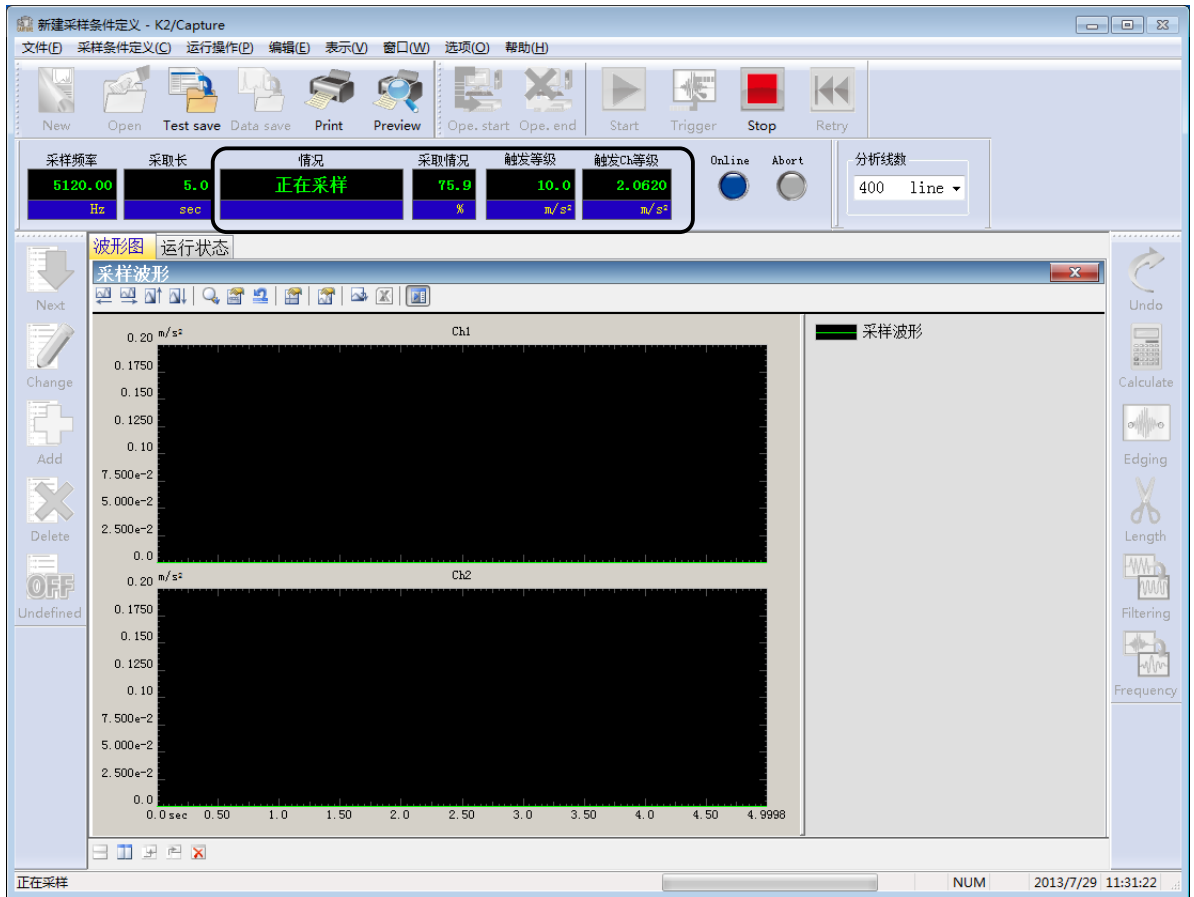 新建采样条件定义 - K2/Capture
文件(F) 采样条件定义(C) 运行操作(P) 编辑(E) 表示(V) 窗口(W) 选项(O) 帮助(H)
New Open Test save Data save Print Preview Ope. start Ope. end Start Trigger Stop Retry
采样频率 采取长 情况 采取情况 触发等级 触发Ch等级 Online Abort 分析线数
5120.00 5.0 正在采样 75.9 10.0 2.0620 400 line
Hz sec % m/s² m/s²
波形图 运行状态
采样波形
Next
Change
Add
Delete
OFF
Undefined
m/s² Ch1
0.20
0.1750
0.150
0.1250
0.10
7.500e-2
5.000e-2
2.500e-2
0.0
m/s² Ch2
0.20
0.1750
0.150
0.1250
0.10
7.500e-2
5.000e-2
2.500e-2
0.0
0.0sec 0.50 1.0 1.50 2.0 2.50 3.0 3.50 4.0 4.50 4.9998
采样波形
Undo
Calculate
Edging
Length
Filtering
Frequency
正在采样 NUM 2013/7/29 11:31:22